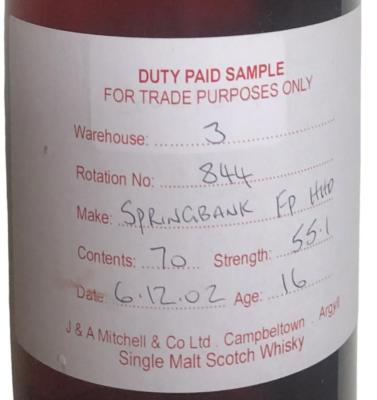 DUTY PAID SAMPLE
FOR TRADE PURPOSES ONLY
Warehouse: 3
Rotation No: 844
Make: SPRINGBANK FP HHD
Contents: 70 Strength: 55.1
Date: 6.12.02 Age: 16
J & A Mitchell & Co Ltd . Campbeltown . Argyll
Single Malt Scotch Whisky